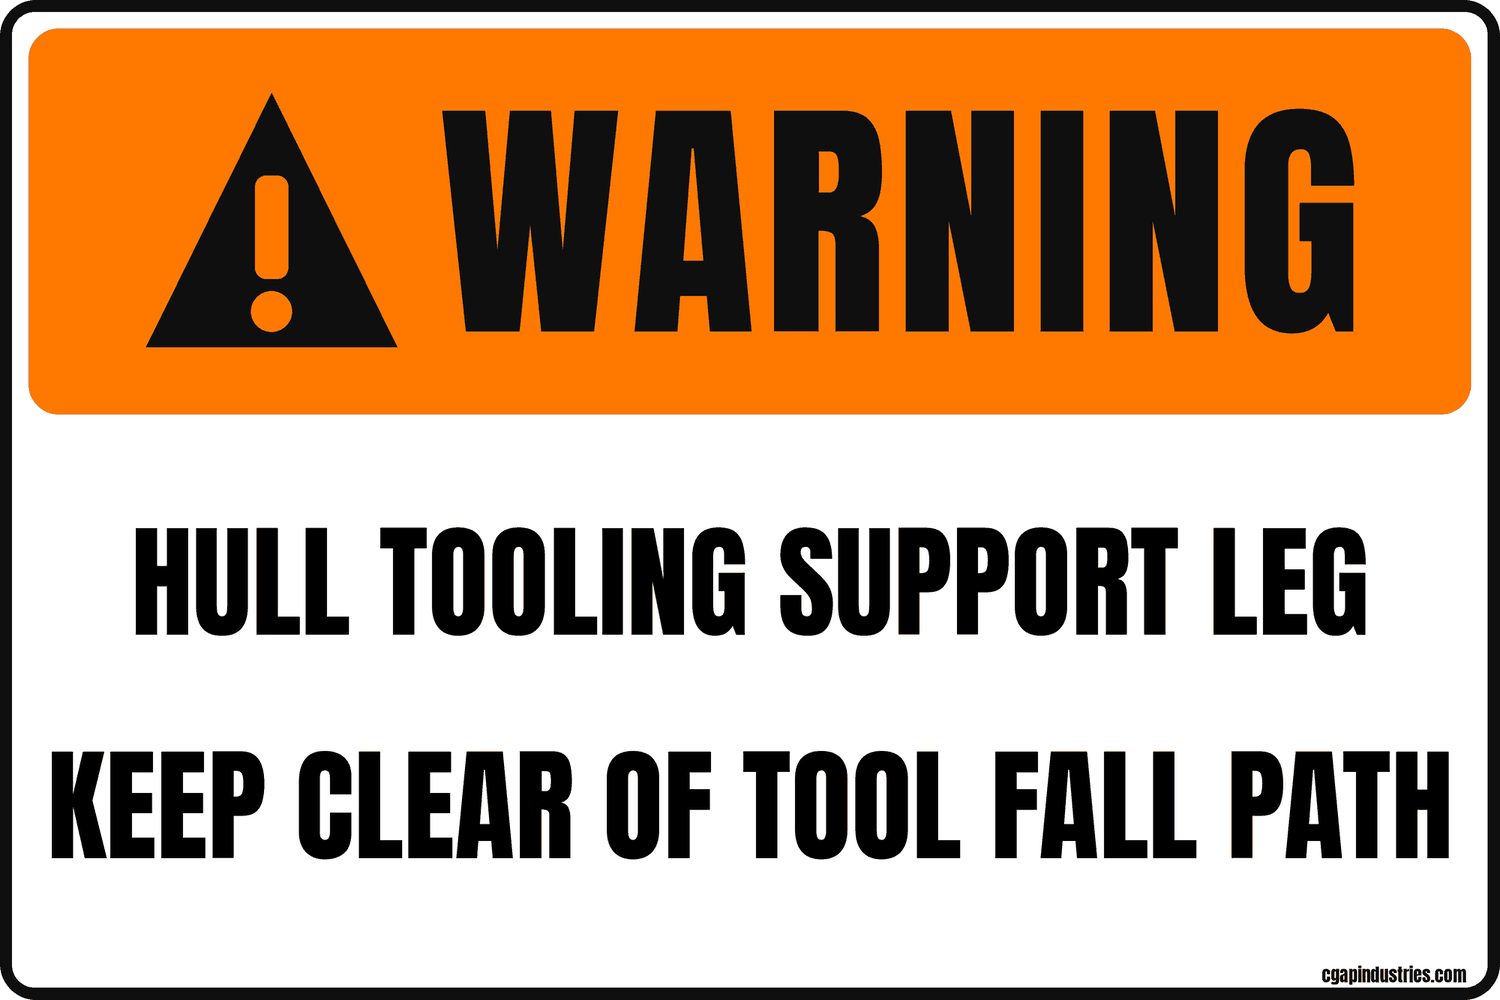 WARNING
HULL TOOLING SUPPORT LEG
KEEP CLEAR OF TOOL FALL PATH
cgapindustries.com